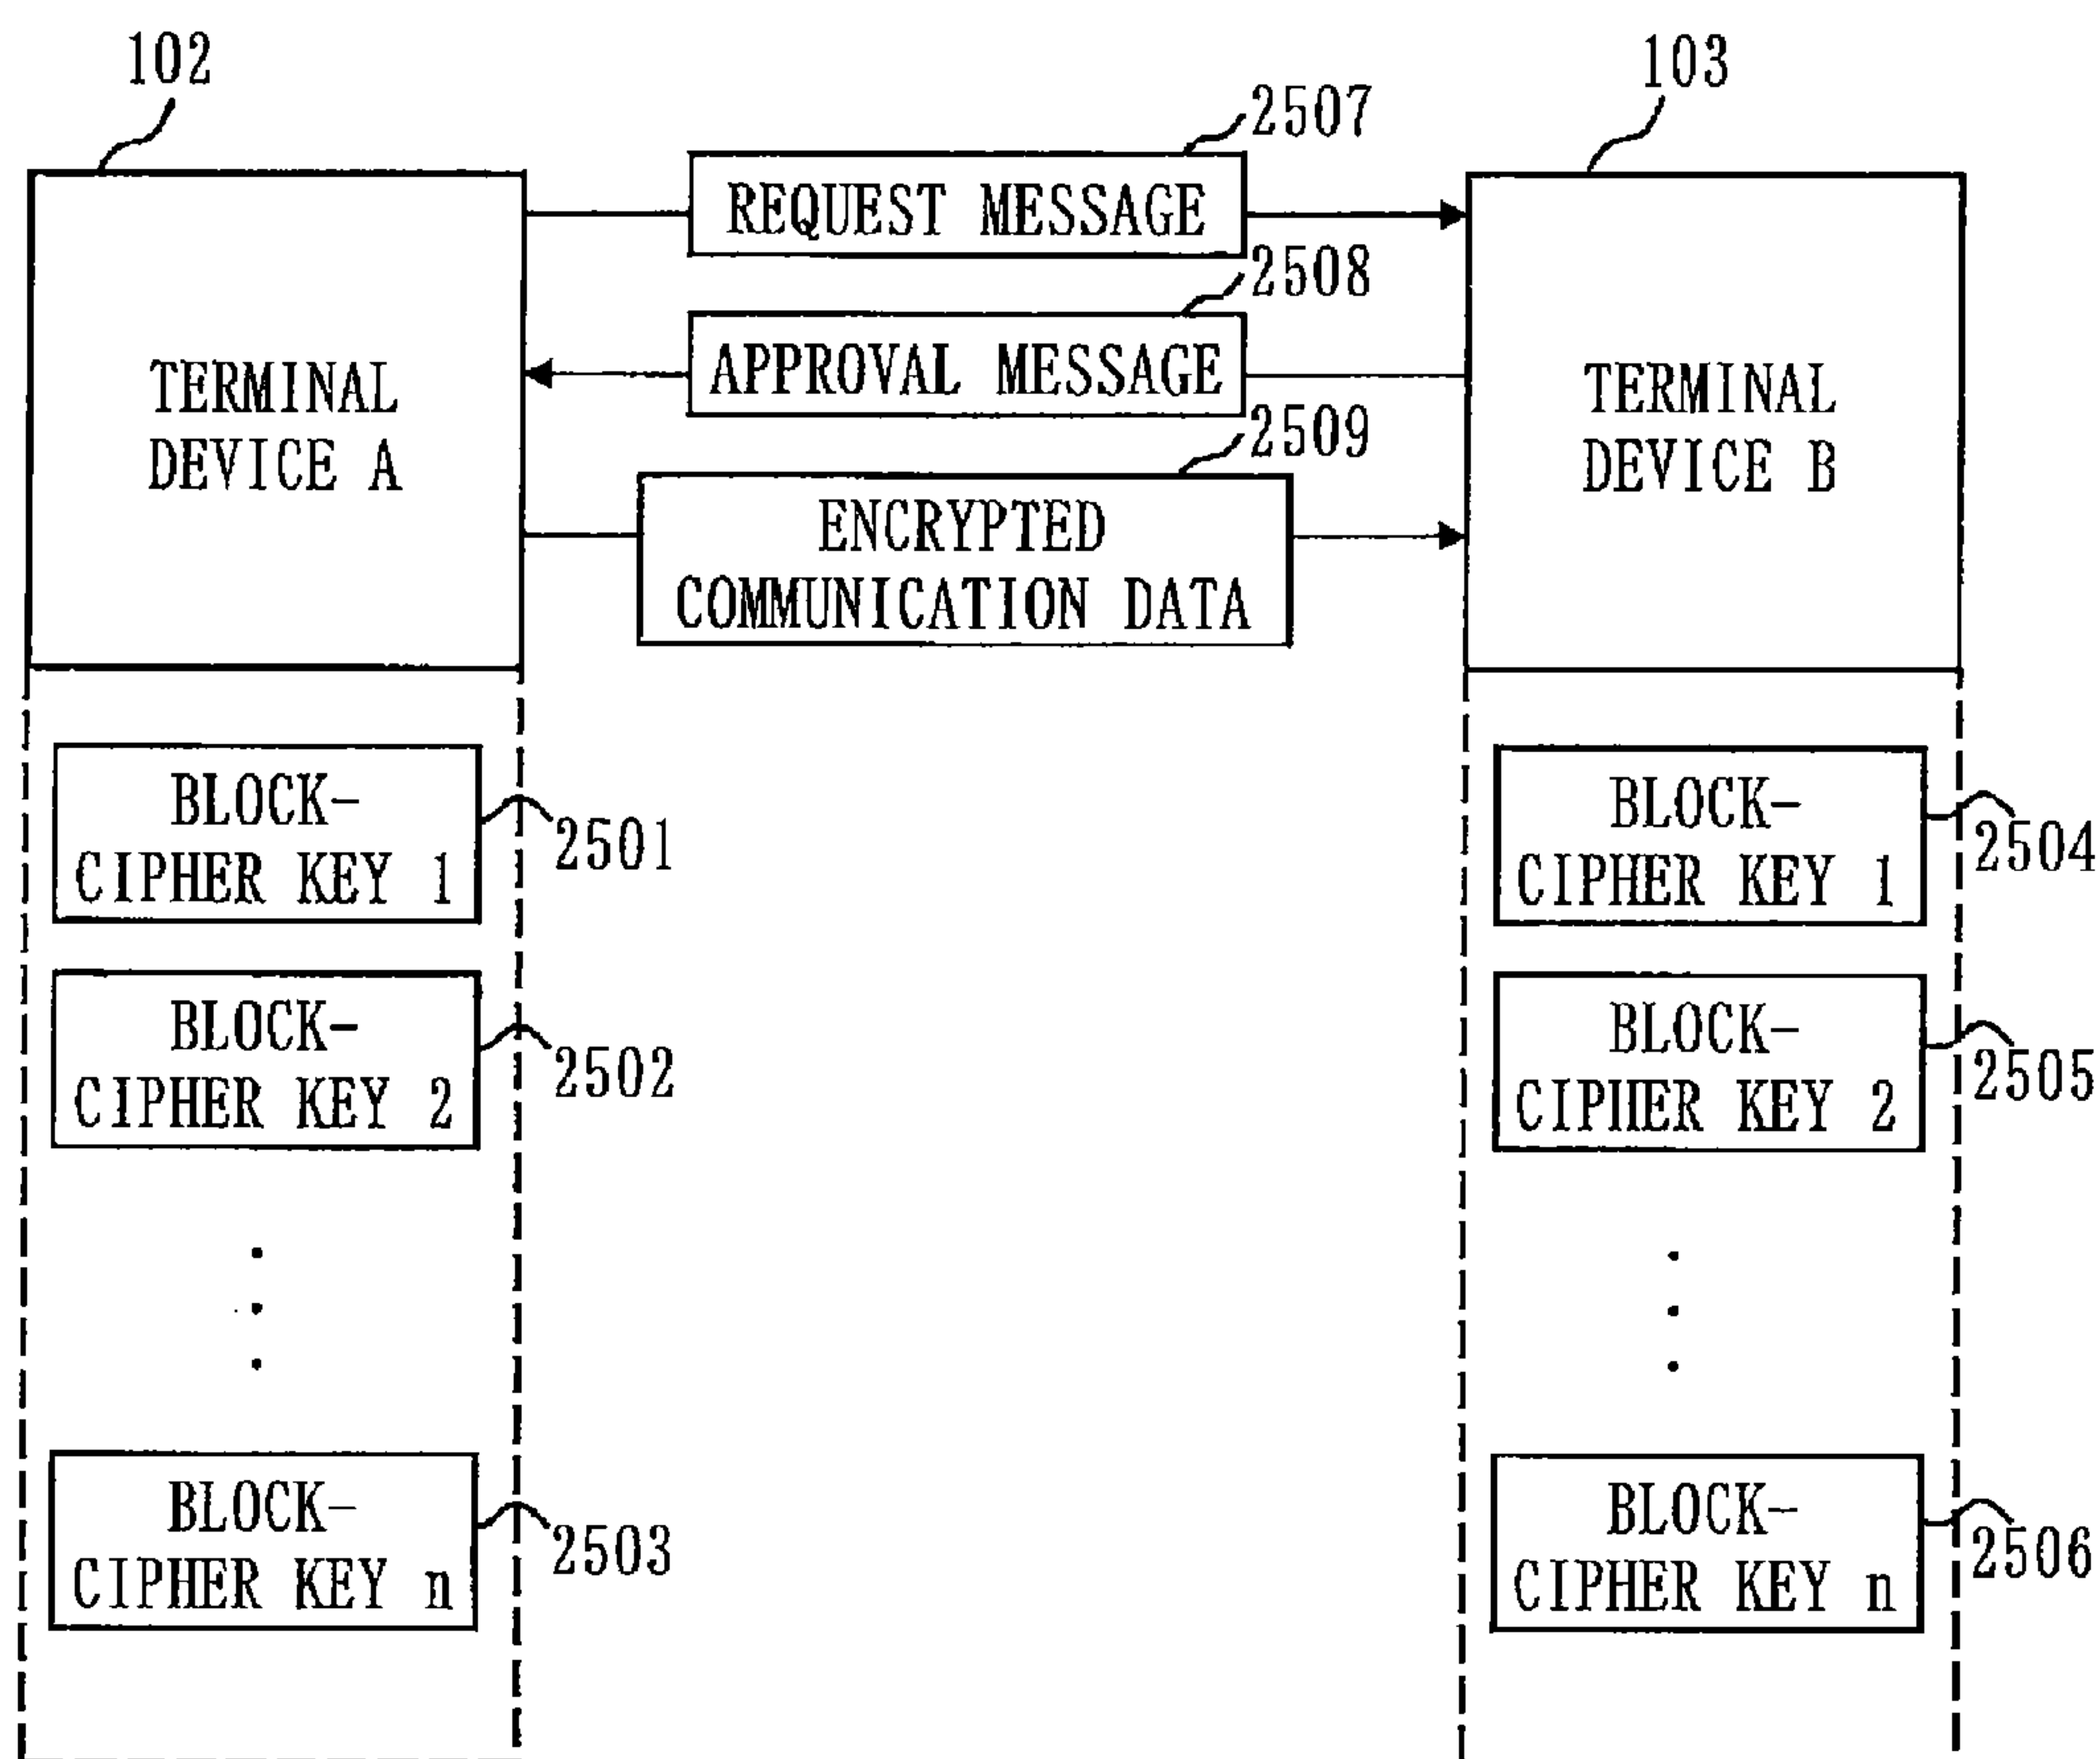 102
103
2507
REQUEST MESSAGE
2508
APPROVAL MESSAGE
2509
ENCRYPTED
COMMUNICATION DATA
TERMINAL
DEVICE A
TERMINAL
DEVICE B
BLOCK-
CIPHER KEY 1
2501
BLOCK-
CIPHER KEY 2
2502
BLOCK-
CIPHER KEY n
2503
BLOCK-
CIPHER KEY 1
2504
BLOCK-
CIPHER KEY 2
2505
BLOCK-
CIPHER KEY n
2506